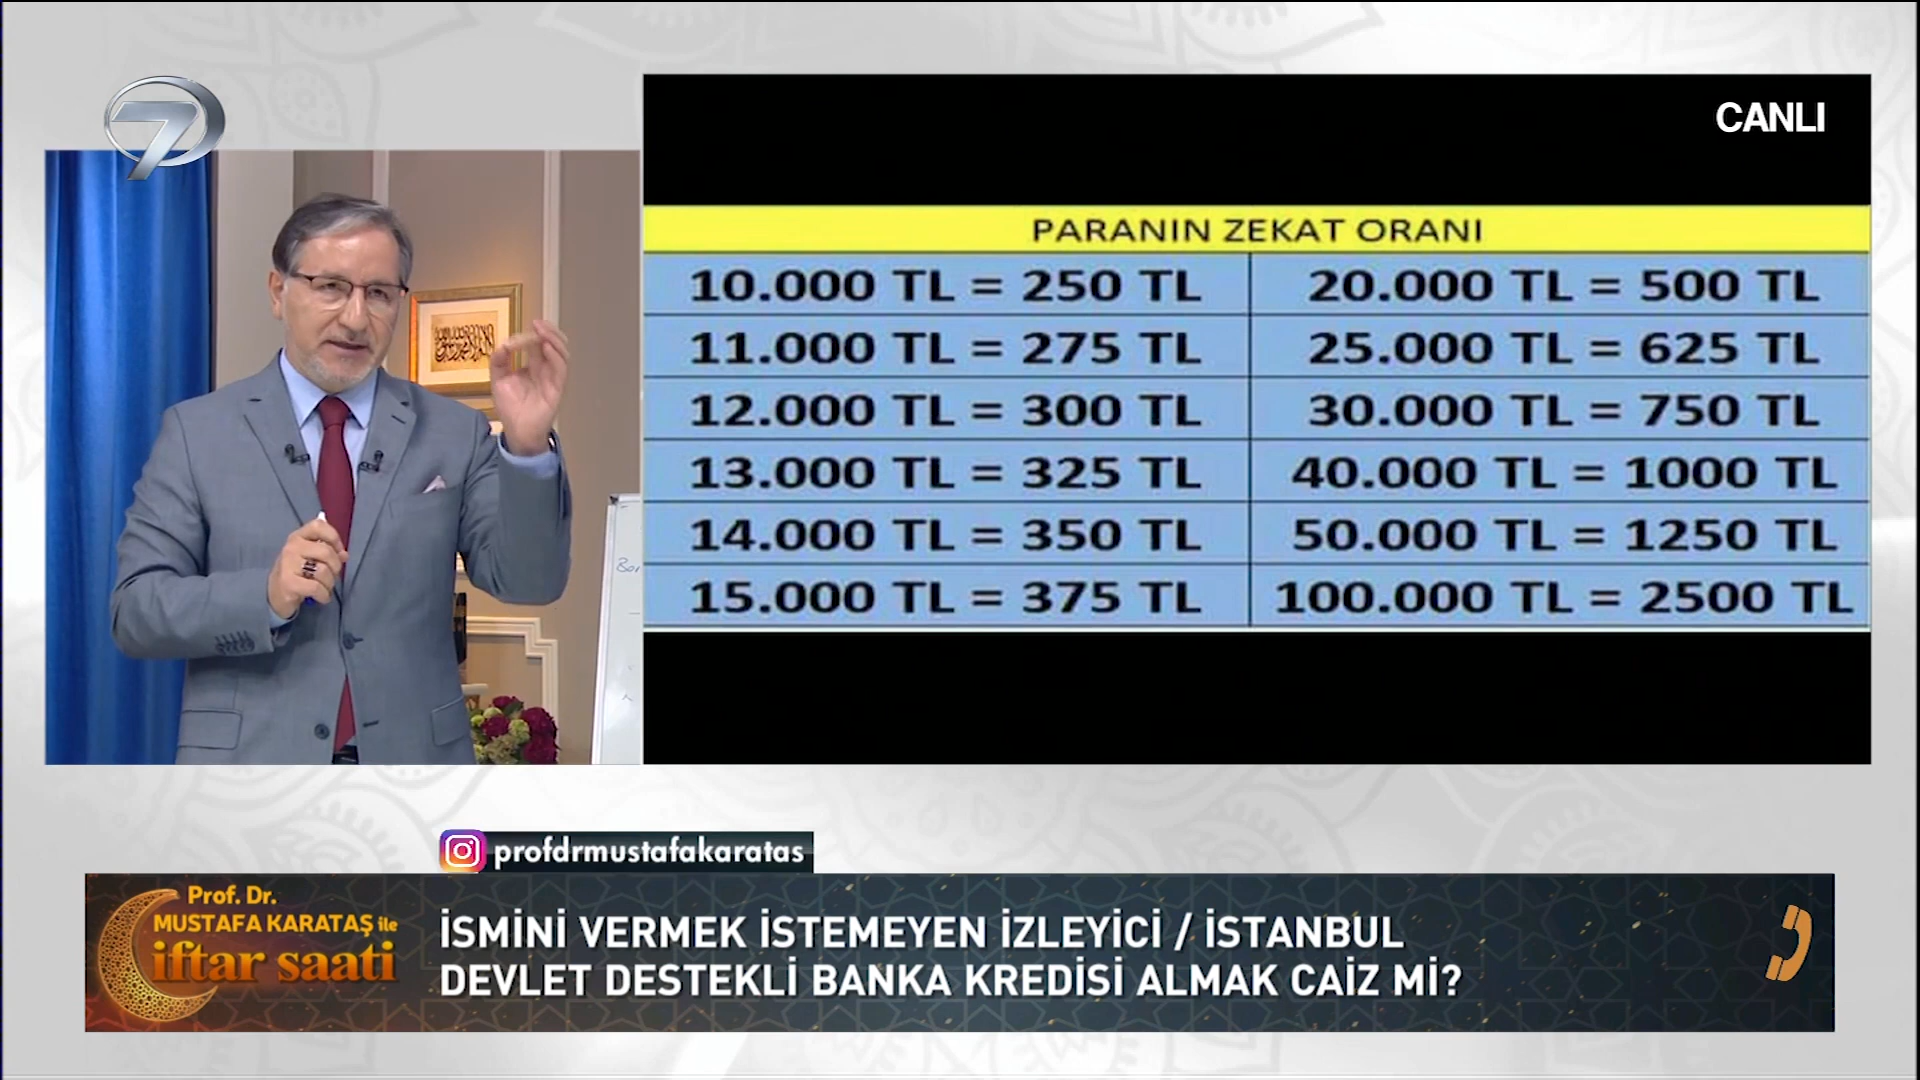 7
CANLI
PARANIN ZEKAT ORANI
10.000 TL = 250 TL
20.000 TL = 500 TL
11.000 TL = 275 TL
25.000 TL = 625 TL
12.000 TL = 300 TL
30.000 TL = 750 TL
13.000 TL = 325 TL
40.000 TL = 1000 TL
14.000 TL = 350 TL
50.000 TL = 1250 TL
15.000 TL = 375 TL
100.000 TL = 2500 TL
profdrmustafakaratas
Prof. Dr.
MUSTAFA KARATAŞ ile
iftar saati
İSMİNİ VERMEK İSTEMEYEN İZLEYİCİ / İSTANBUL
DEVLET DESTEKLİ BANKA KREDİSİ ALMAK CAİZ Mİ?